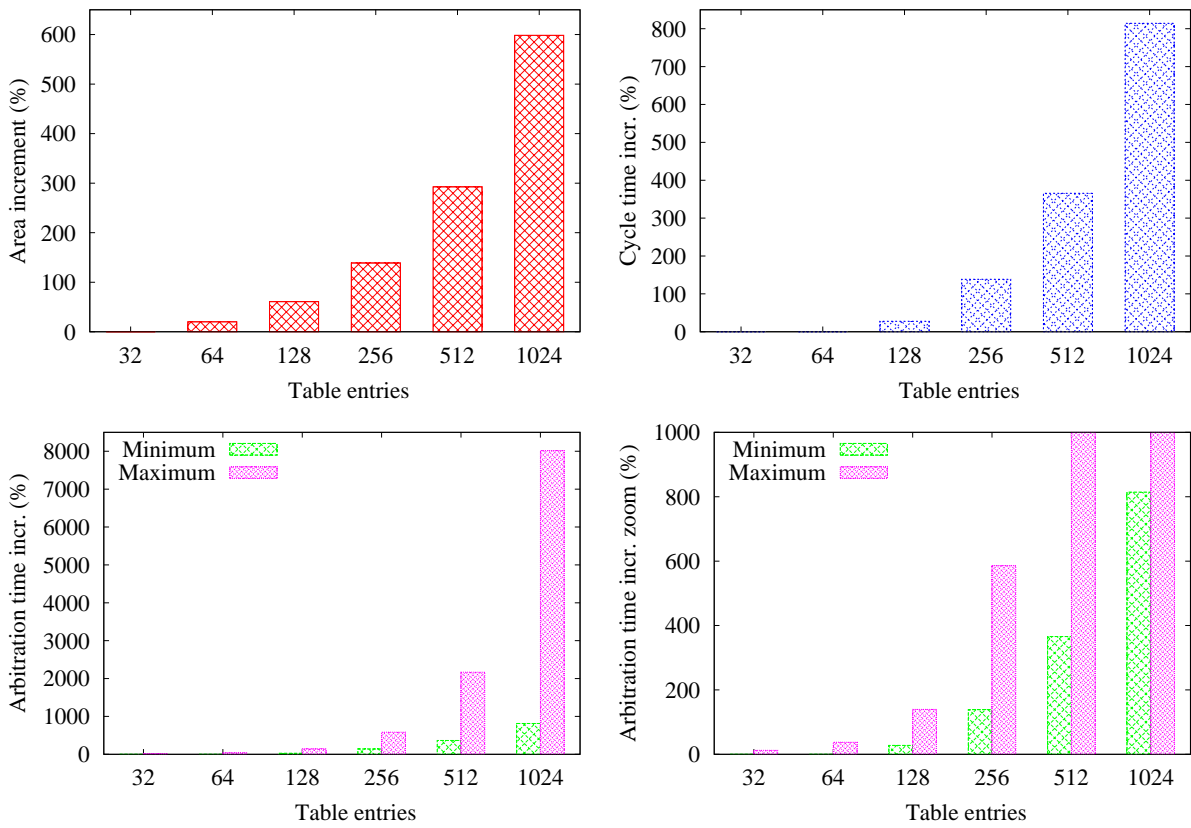 Area increment (%)
600
500
400
300
200
100
0
32 64 128 256 512 1024
Table entries
Cycle time incr. (%)
800
700
600
500
400
300
200
100
0
32 64 128 256 512 1024
Table entries
Arbitration time incr. (%)
8000
7000
6000
5000
4000
3000
2000
1000
0
Minimum
Maximum
32 64 128 256 512 1024
Table entries
Arbitration time incr. zoom (%)
1000
800
600
400
200
0
Minimum
Maximum
32 64 128 256 512 1024
Table entries